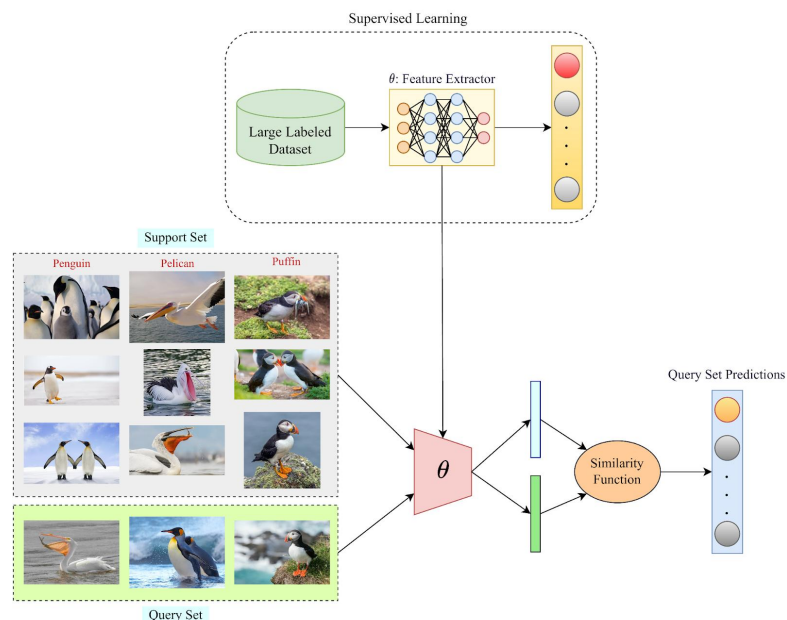 Supervised Learning
θ: Feature Extractor
Large Labeled
Dataset
Support Set
Penguin
Pelican
Puffin
Query Set Predictions
θ
Similarity
Function
Query Set